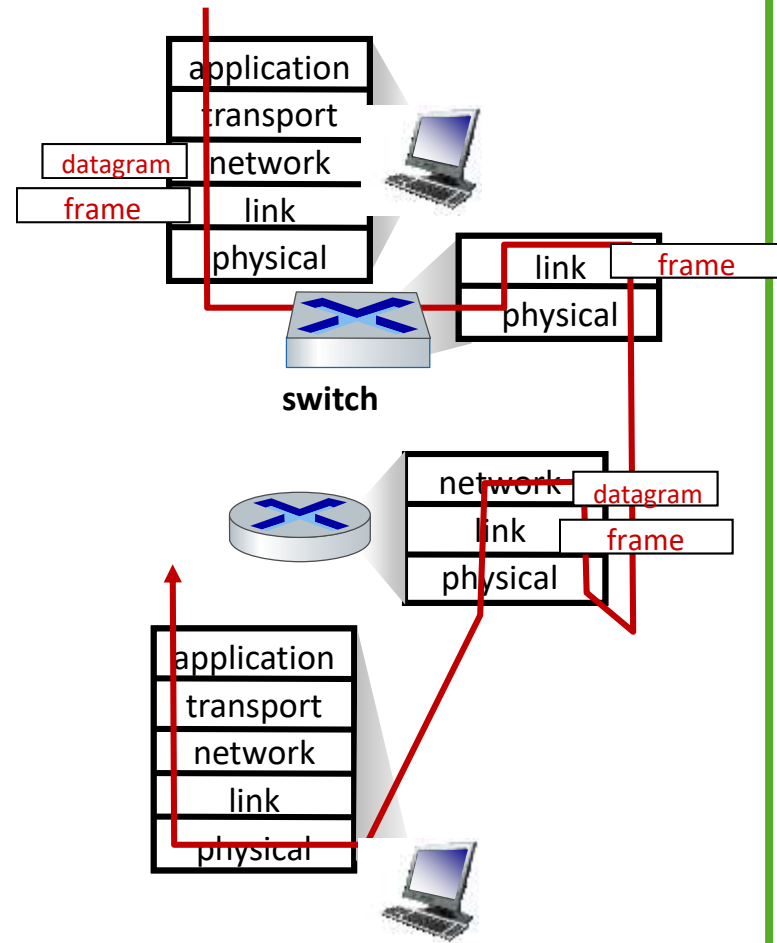 application
transport
datagram
network
frame
link
physical
link
frame
physical
switch
network
datagram
link
frame
physical
application
transport
network
link
physical